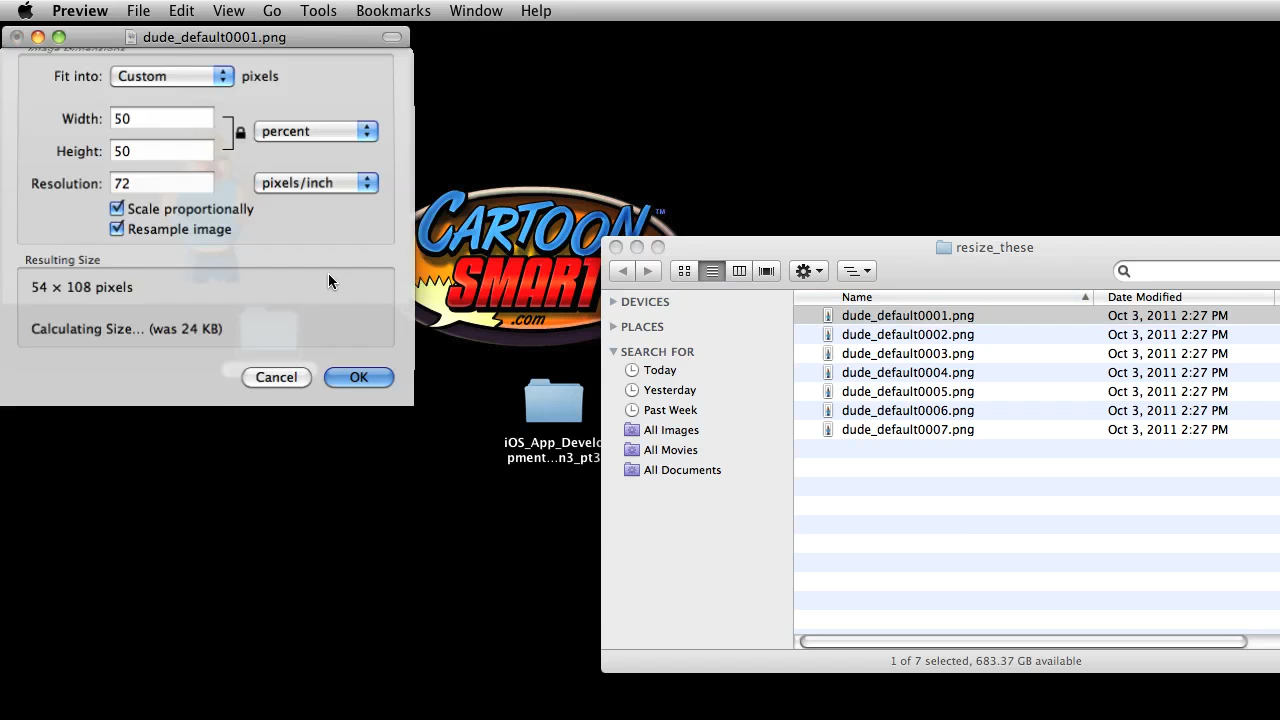 Preview File Edit View Go Tools Bookmarks Window Help
dude_default0001.png
Image Dimensions
Fit into: Custom pixels
Width: 50
percent
Height: 50
Resolution: 72 pixels/inch
Scale proportionally
Resample image
Resulting Size
54 × 108 pixels
Calculating Size... (was 24 KB)
Cancel OK
CARTOON ™
SMART
.com
iOS_App_Develo
pment...n3_pt3
resize_these
Name Date Modified
DEVICES
PLACES
SEARCH FOR
Today
Yesterday
Past Week
All Images
All Movies
All Documents
dude_default0001.png Oct 3, 2011 2:27 PM
dude_default0002.png Oct 3, 2011 2:27 PM
dude_default0003.png Oct 3, 2011 2:27 PM
dude_default0004.png Oct 3, 2011 2:27 PM
dude_default0005.png Oct 3, 2011 2:27 PM
dude_default0006.png Oct 3, 2011 2:27 PM
dude_default0007.png Oct 3, 2011 2:27 PM
1 of 7 selected, 683.37 GB available